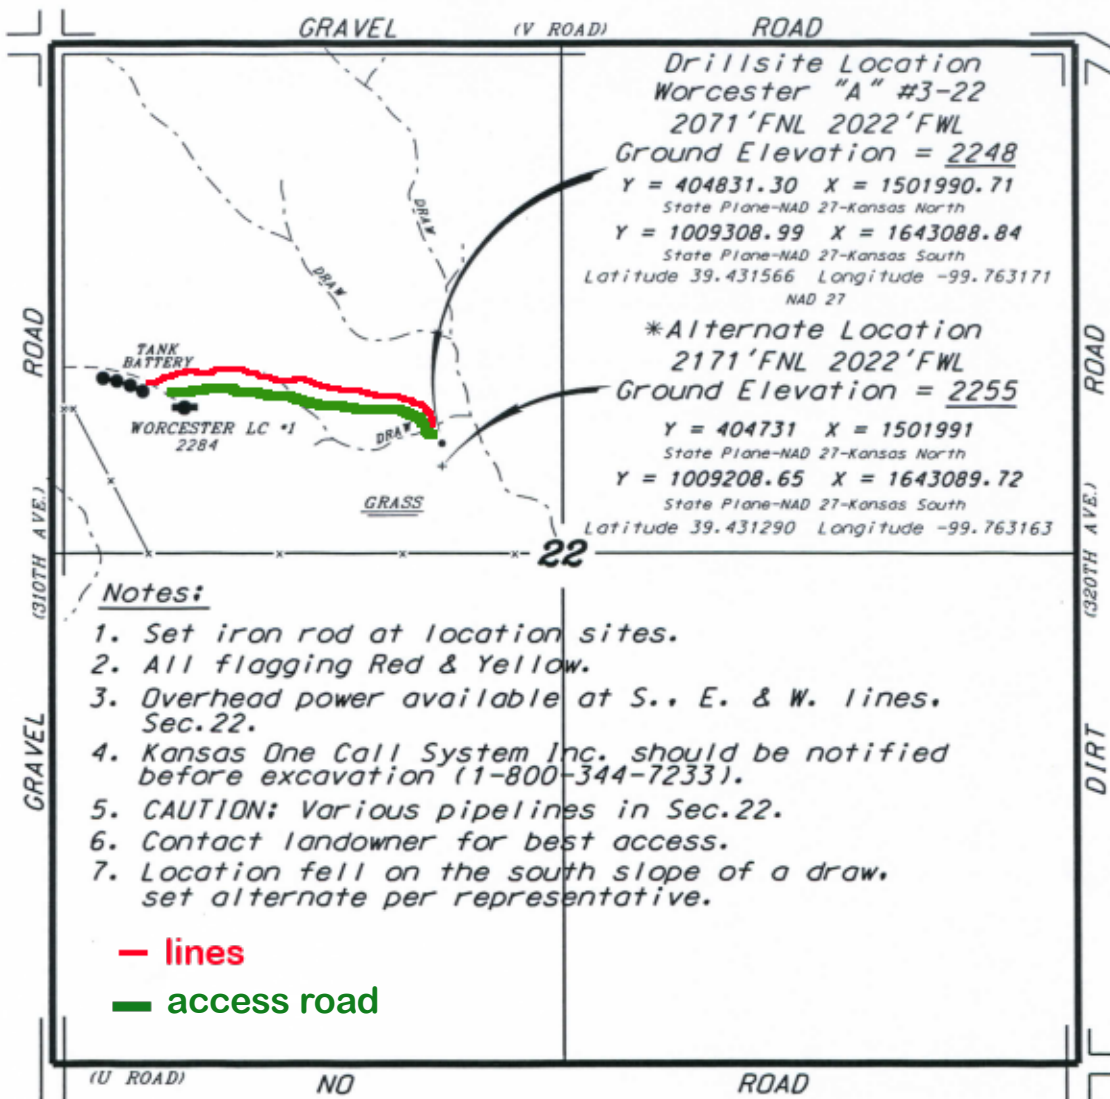 GRAVEL (V ROAD) ROAD
Drillsite Location
Worcester "A" #3-22
2071'FNL 2022'FWL
Ground Elevation = 2248
Y = 404831.30 X = 1501990.71
State Plane-NAD 27-Kansas North
Y = 1009308.99 X = 1643088.84
State Plane-NAD 27-Kansas South
Latitude 39.431566 Longitude -99.763171
NAD 27
*Alternate Location
2171'FNL 2022'FWL
Ground Elevation = 2255
Y = 404731 X = 1501991
State Plane-NAD 27-Kansas North
Y = 1009208.65 X = 1643089.72
State Plane-NAD 27-Kansas South
Latitude 39.431290 Longitude -99.763163
DRAW
DRAW
TANK
BATTERY
WORCESTER LC #1
2284
DRAW
GRASS
22
ROAD
(310TH AVE.)
GRAVEL
ROAD
(320TH AVE.)
DIRT
Notes:
1. Set iron rod at location sites.
2. All flagging Red & Yellow.
3. Overhead power available at S., E. & W. lines,
Sec.22.
4. Kansas One Call System Inc. should be notified
before excavation (1-800-344-7233).
5. CAUTION: Various pipelines in Sec.22.
6. Contact landowner for best access.
7. Location fell on the south slope of a draw,
set alternate per representative.
lines
access road
(U ROAD) NO ROAD